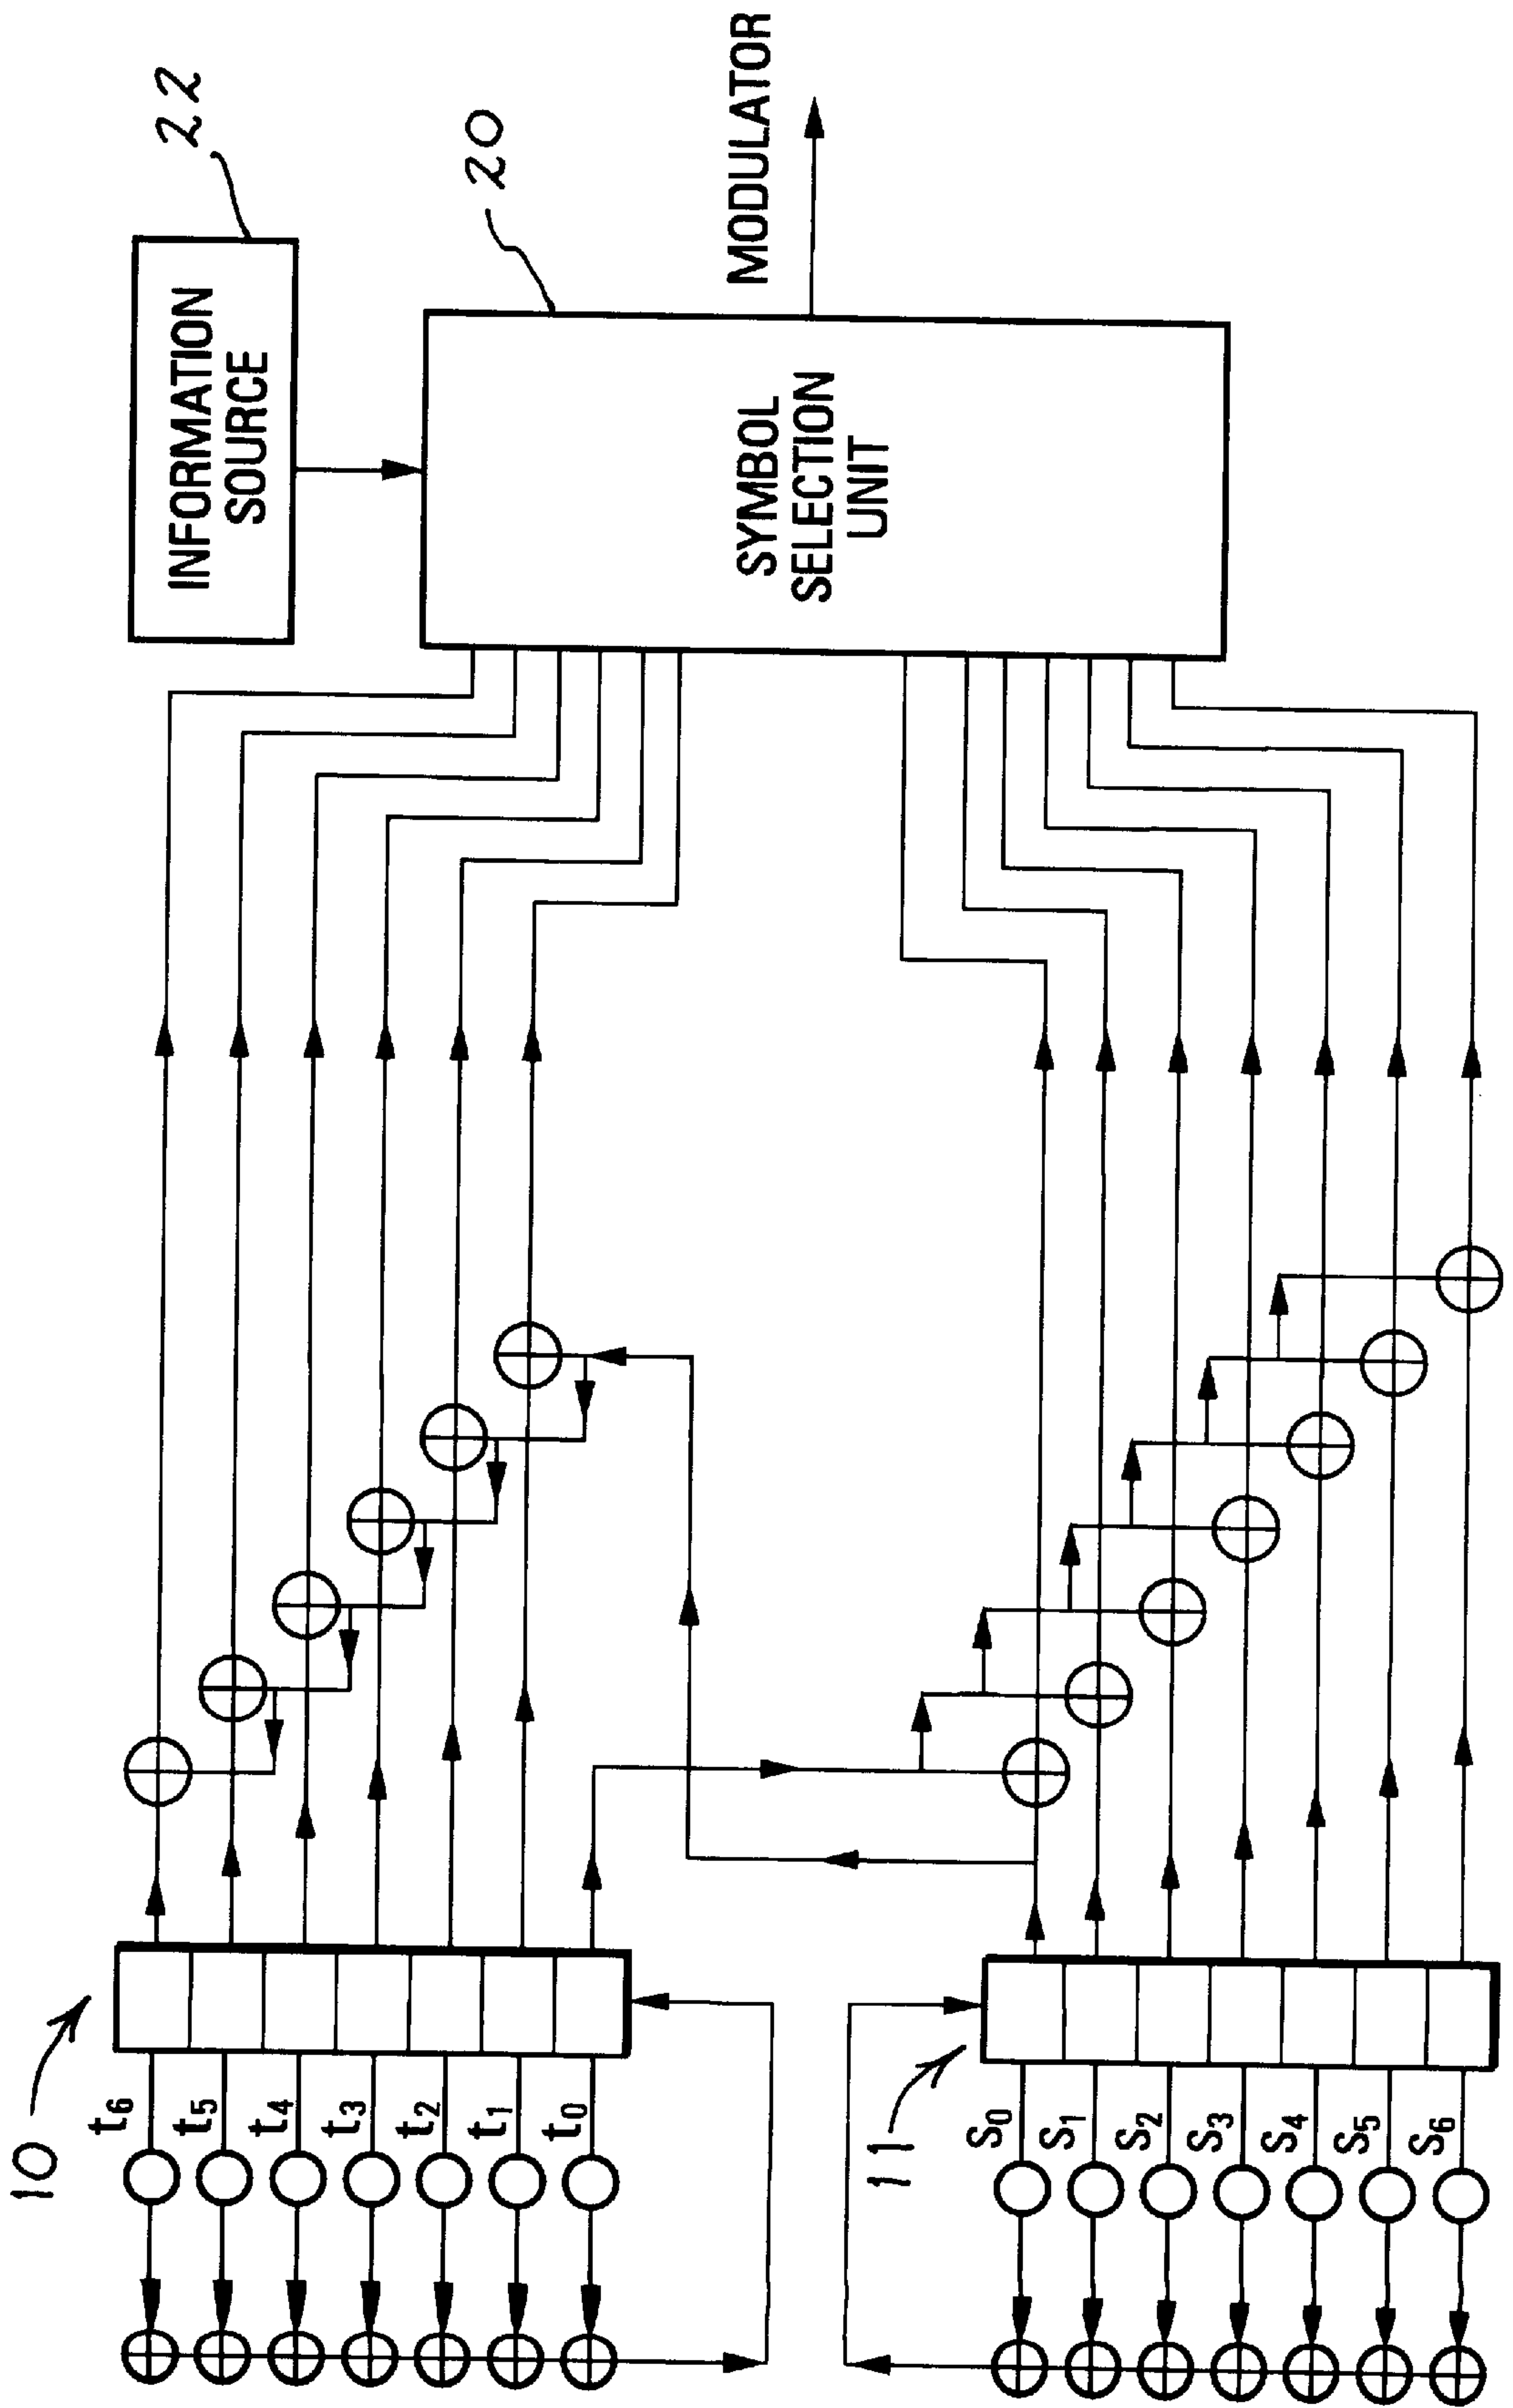 22
INFORMATION
SOURCE
20
MODULATOR
SYMBOL
SELECTION
UNIT
10
t6
t5
t4
t3
t2
t1
t0
11
S0
S1
S2
S3
S4
S5
S6